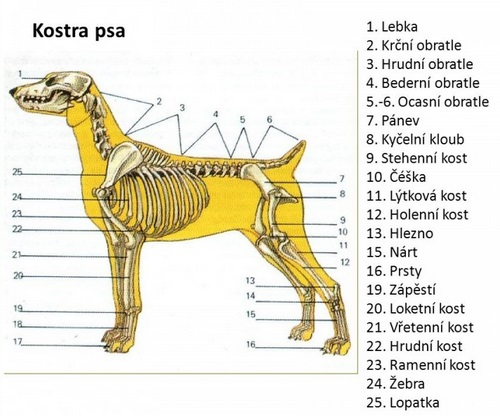 Kostra psa
1. Lebka
2. Krční obratle
3. Hrudní obratle
4. Bederní obratle
5.-6. Ocasní obratle
7. Pánev
8. Kyčelní kloub
9. Stehenní kost
10. Čéška
11. Lýtková kost
12. Holenní kost
13. Hlezno
15. Nárt
16. Prsty
19. Zápěstí
20. Loketní kost
21. Vřetenní kost
22. Hrudní kost
23. Ramenní kost
24. Žebra
25. Lopatka
1
2
3
4
5
6
25
24
23
22
21
20
19
18
17
7
8
9
10
11
12
13
14
15
16